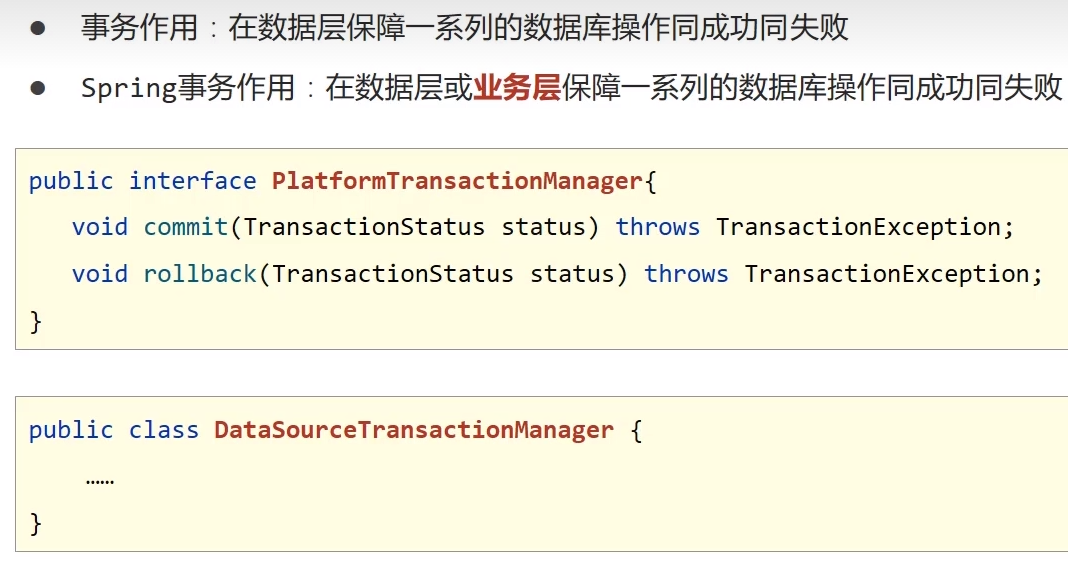 ● 事务作用：在数据层保障一系列的数据库操作同成功同失败
● Spring事务作用：在数据层或业务层保障一系列的数据库操作同成功同失败
public interface PlatformTransactionManager{
void commit(TransactionStatus status) throws TransactionException;
void rollback(TransactionStatus status) throws TransactionException;
}
public class DataSourceTransactionManager {
……
}